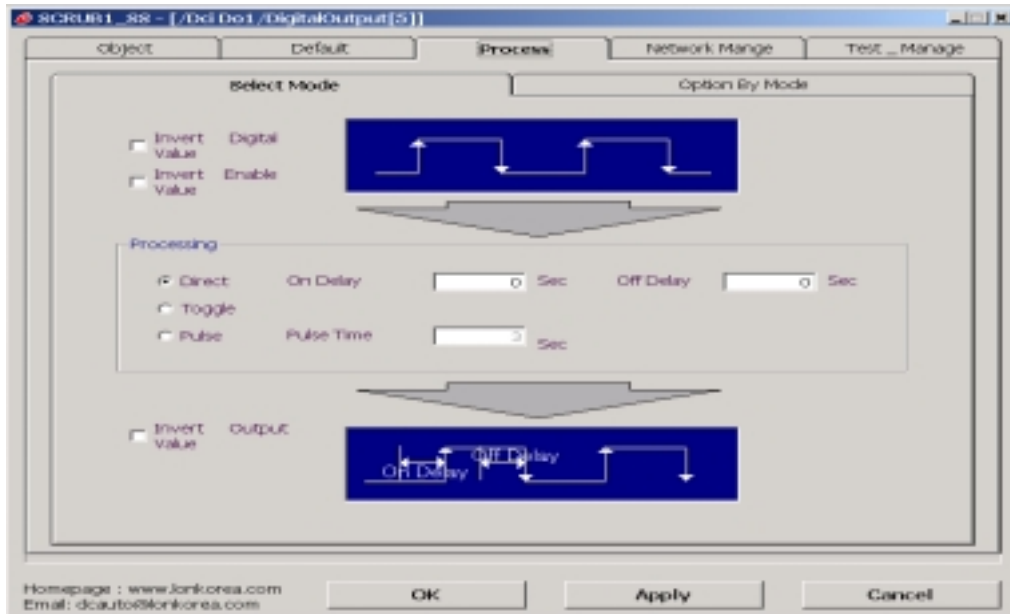 SCRUB1_SS - [/Dci Do1/DigitalOutput[5]]
Object Default Process Network Mange Test _ Manage
Select Mode Option By Mode
Invert Digital
Value
Invert Enable
Value
Processing
Direct On Delay 0 Sec Off Delay 0 Sec
Toggle
Pulse Pulse Time 3 Sec
Invert Output
Value
Off Delay
On Delay
Homepage : www.lonkorea.com
Email: dcauto@lonkorea.com
OK Apply Cancel